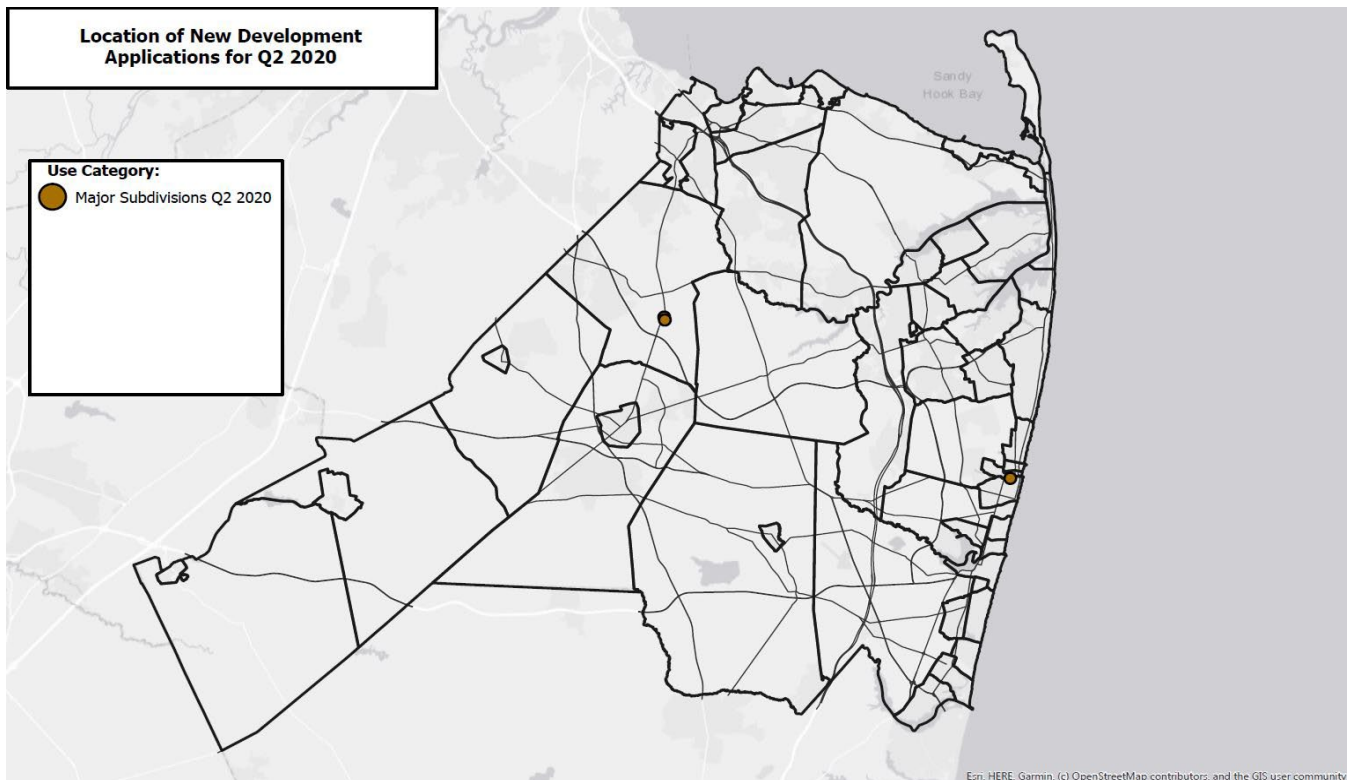 Location of New Development
Applications for Q2 2020
Sandy
Hook Bay
Use Category:
Major Subdivisions Q2 2020
Esri, HERE, Garmin, (c) OpenStreetMap contributors, and the GIS user community